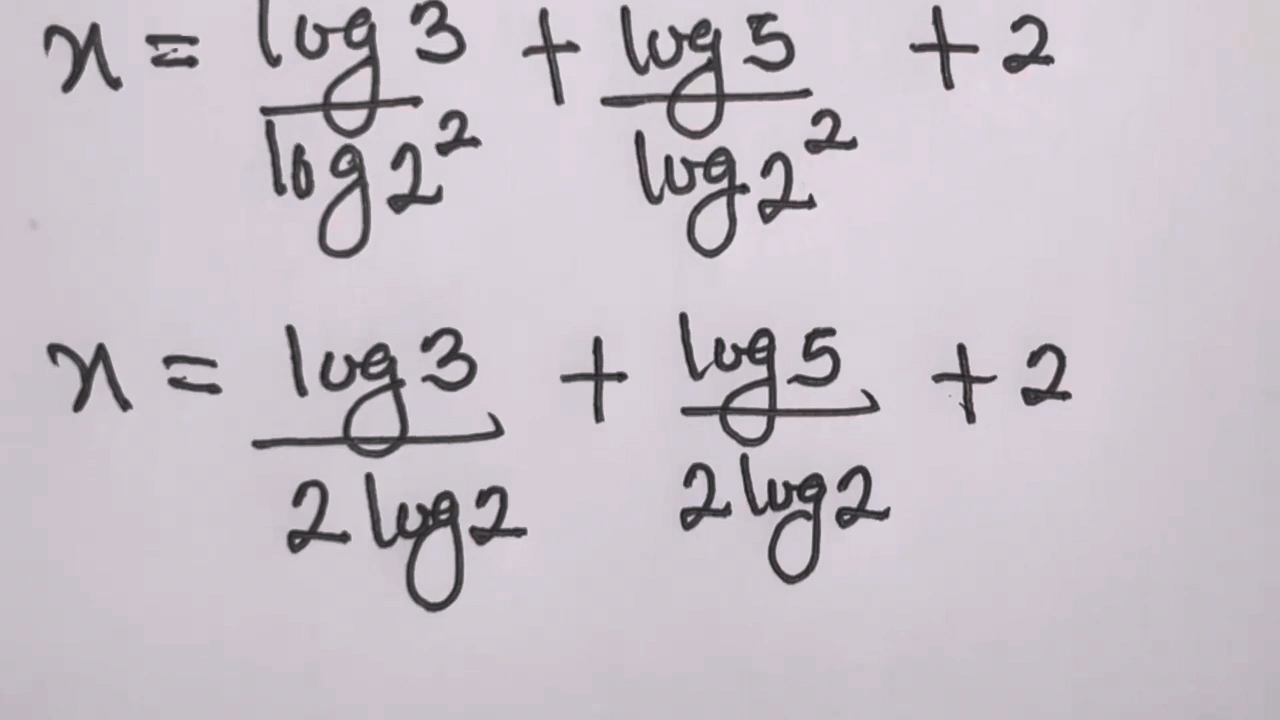 x = log 3 / log 2² + log 5 / log 2² + 2
x = log 3 / 2 log 2 + log 5 / 2 log 2 + 2